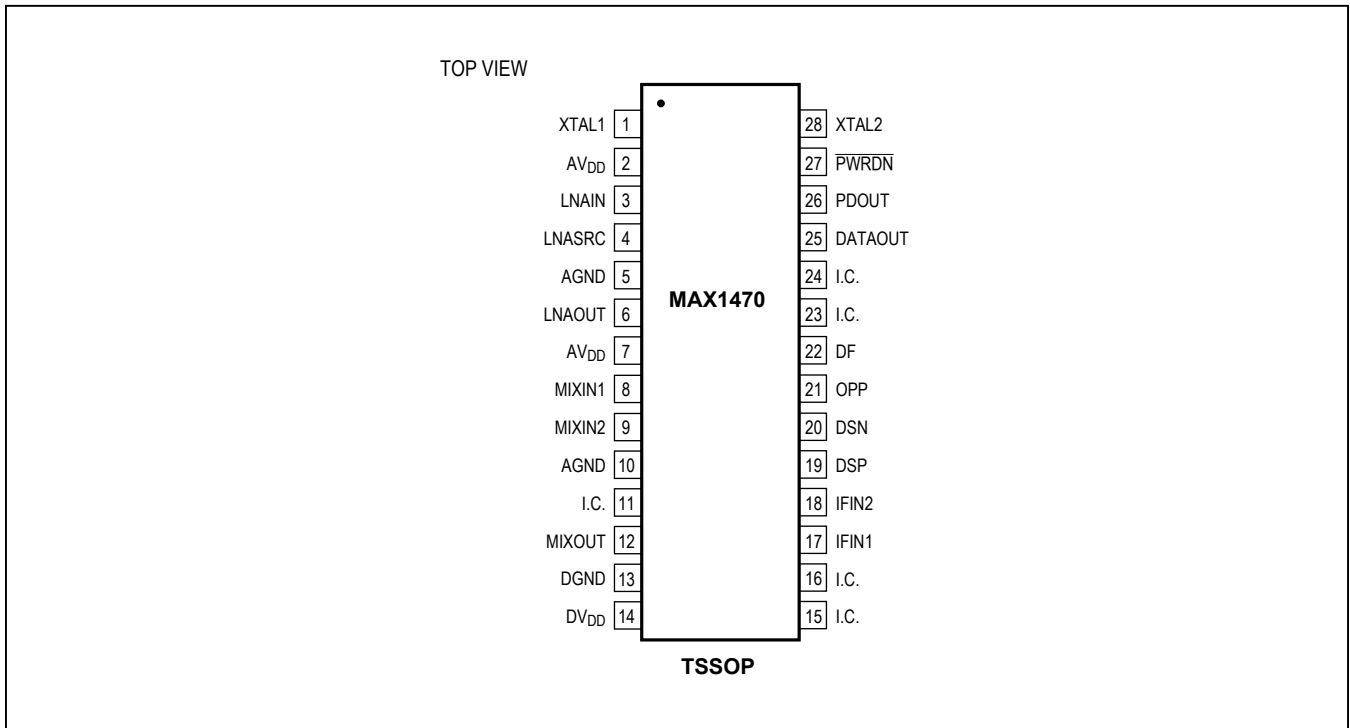 TOP VIEW
XTAL1 1
AVDD 2
LNAIN 3
LNASRC 4
AGND 5
LNAOUT 6
AVDD 7
MIXIN1 8
MIXIN2 9
AGND 10
I.C. 11
MIXOUT 12
DGND 13
DVDD 14
MAX1470
28 XTAL2
27 PWRDN
26 PDOUT
25 DATAOUT
24 I.C.
23 I.C.
22 DF
21 OPP
20 DSN
19 DSP
18 IFIN2
17 IFIN1
16 I.C.
15 I.C.
TSSOP